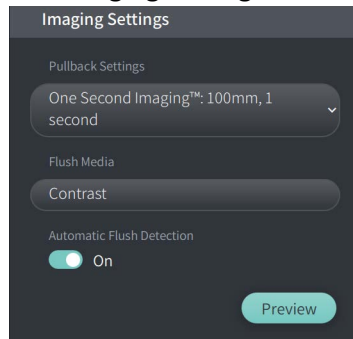 Imaging Settings
Pullback Settings
One Second Imaging™: 100mm, 1
second
Flush Media
Contrast
Automatic Flush Detection
On
Preview